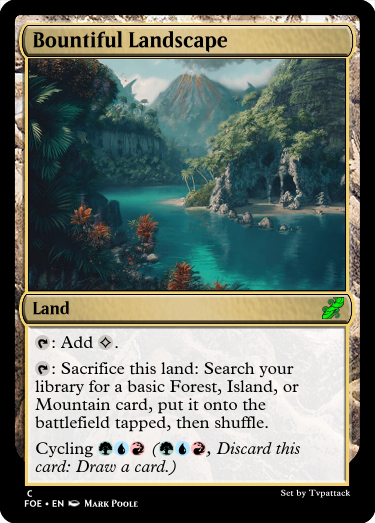 Bountiful Landscape
Land
: Add .
: Sacrifice this land: Search your
library for a basic Forest, Island, or
Mountain card, put it onto the
battlefield tapped, then shuffle.
Cycling (, Discard this
card: Draw a card.)
C
FOE • EN Mark Poole
Set by Tvpattack